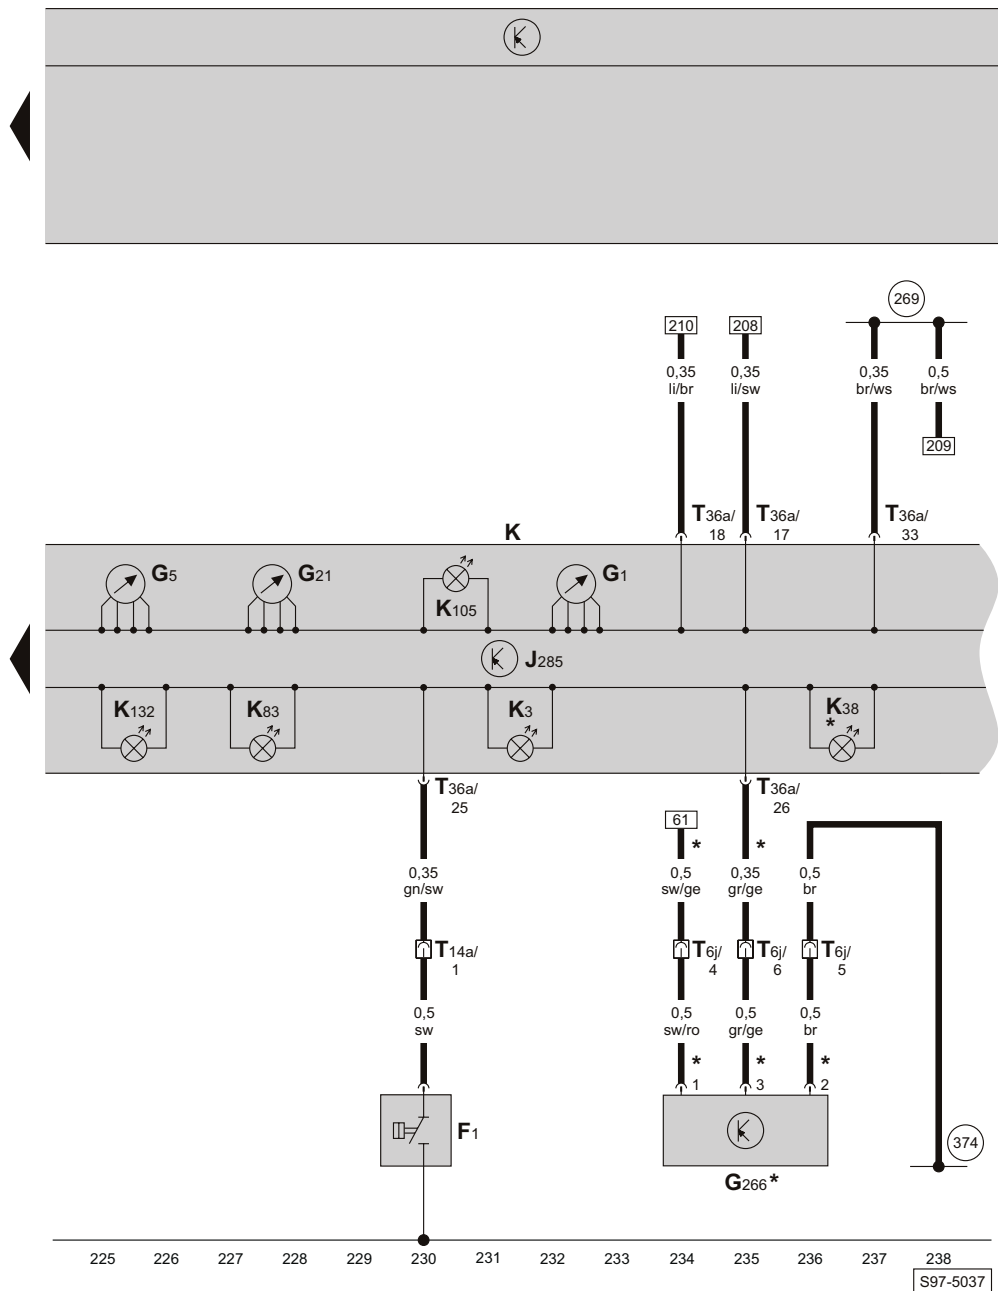 269
210 208
0,35 0,35 0,35 0,5
li/br li/sw br/ws br/ws
209
K T36a/ T36a/ T36a/
18 17 33
G5 G21 G1
K105
J285
K132 K83 K3 K38
*
T36a/ T36a/
25 26
61
* *
0,35 0,5 0,35 0,5
gn/sw sw/ge gr/ge br
T14a/ T6j/ T6j/ T6j/
1 4 6 5
0,5 0,5 0,5 0,5
sw sw/ro gr/ge br
* * *
1 3 2
F1
374
G266*
225 226 227 228 229 230 231 232 233 234 235 236 237 238
S97-5037